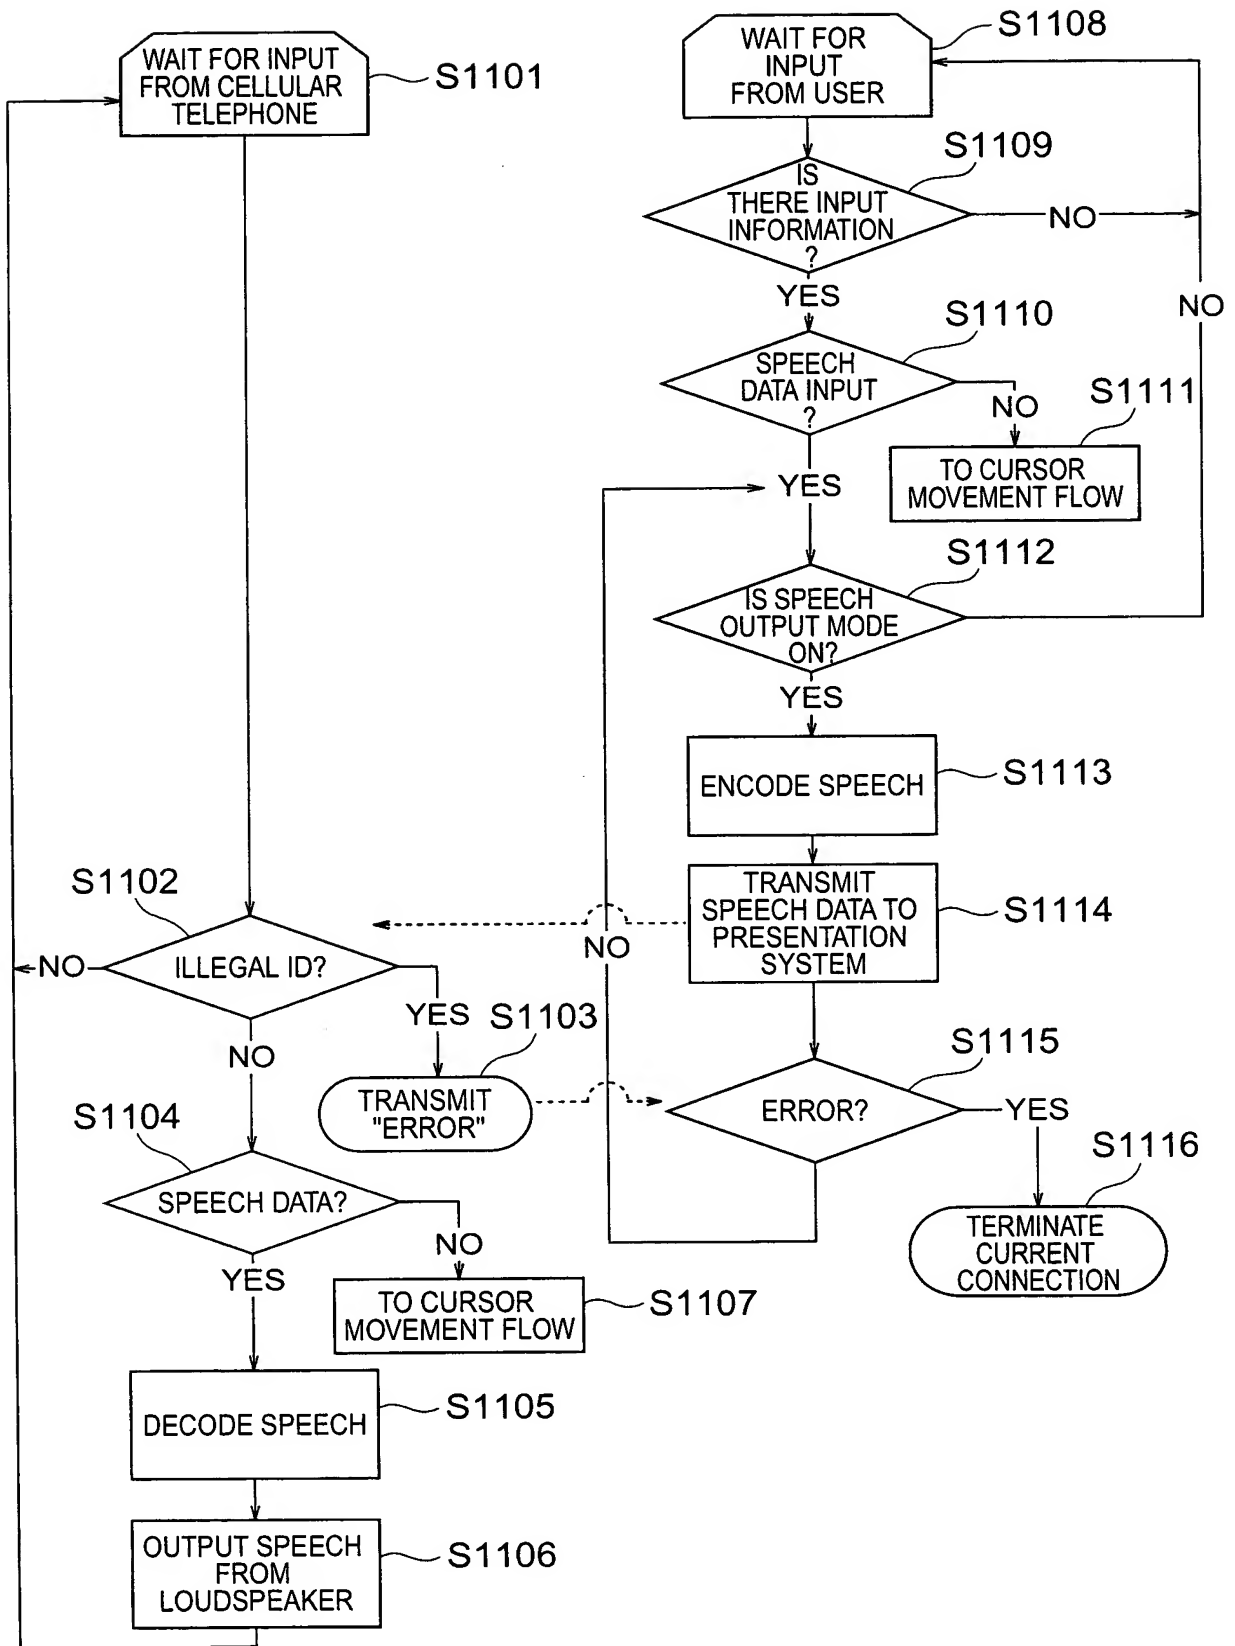 WAIT FOR INPUT
FROM CELLULAR
TELEPHONE
S1101
S1102
ILLEGAL ID?
NO
YES
NO
S1103
TRANSMIT
"ERROR"
S1104
SPEECH DATA?
NO
YES
TO CURSOR
MOVEMENT FLOW
S1107
DECODE SPEECH
S1105
OUTPUT SPEECH
FROM
LOUDSPEAKER
S1106
WAIT FOR
INPUT
FROM USER
S1108
S1109
IS
THERE INPUT
INFORMATION
?
NO
YES
NO
S1110
SPEECH
DATA INPUT
?
NO
S1111
TO CURSOR
MOVEMENT FLOW
YES
S1112
IS SPEECH
OUTPUT MODE
ON?
YES
ENCODE SPEECH
S1113
TRANSMIT
SPEECH DATA TO
PRESENTATION
SYSTEM
S1114
NO
S1115
ERROR?
YES
S1116
TERMINATE
CURRENT
CONNECTION